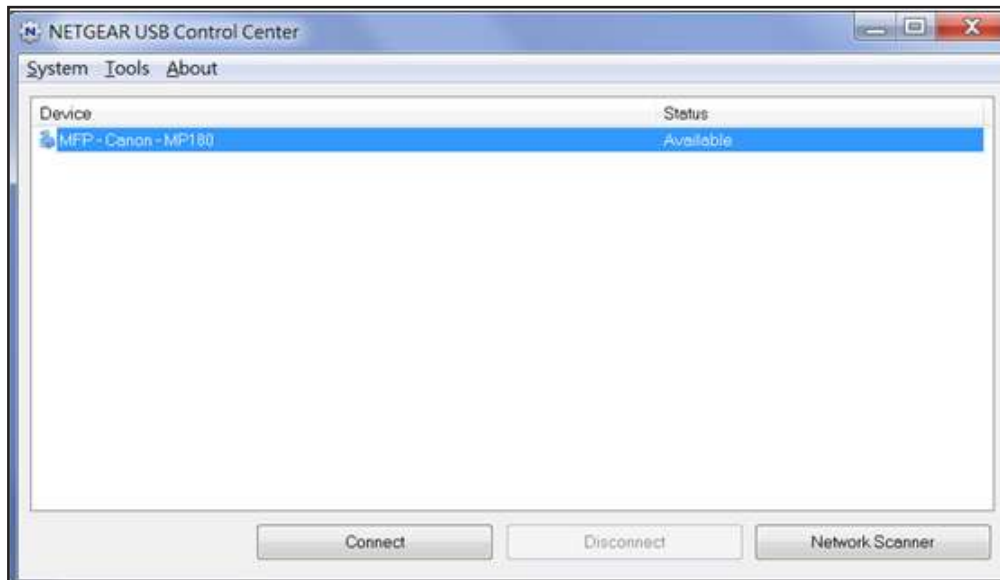 NETGEAR USB Control Center
System Tools About
Device Status
MFP - Canon - MP180 Available
Connect Disconnect Network Scanner